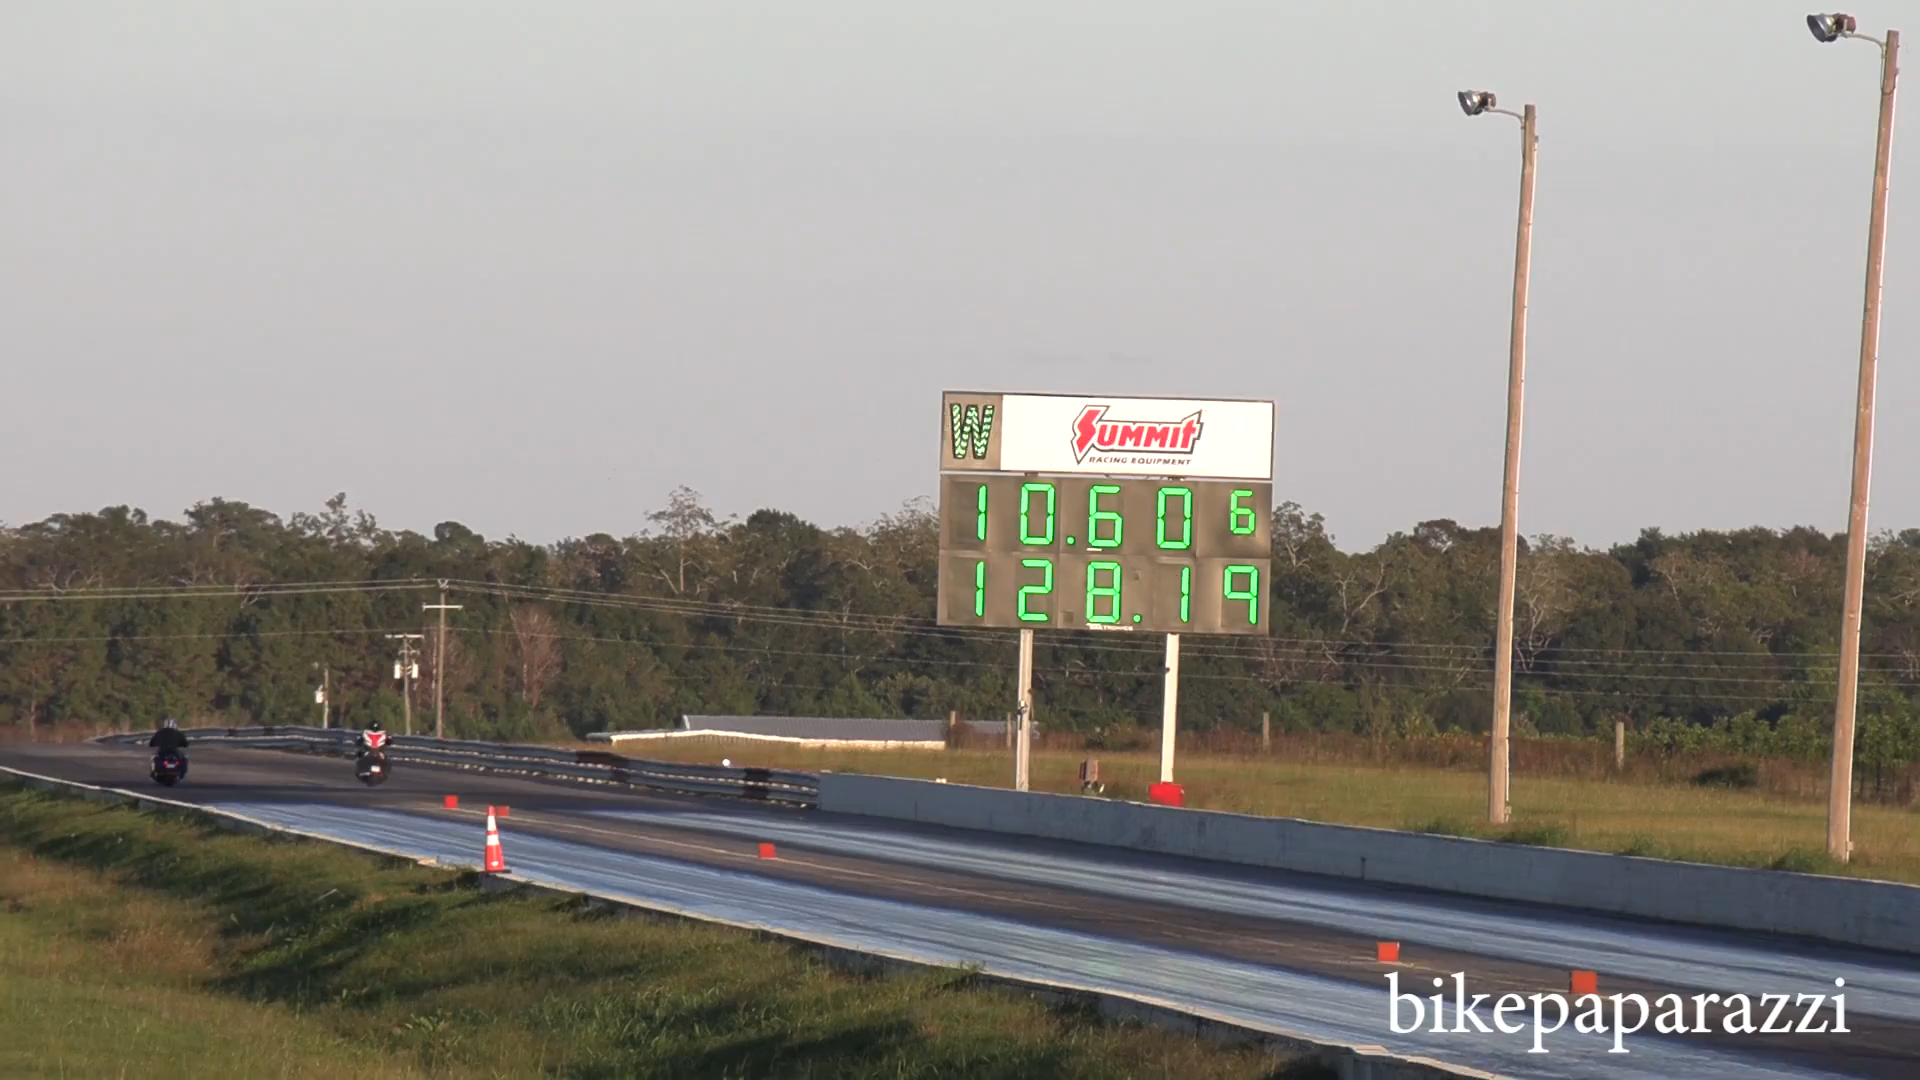 W
SUMMIT
RACING EQUIPMENT
10.606
128.19
bikepaparazzi